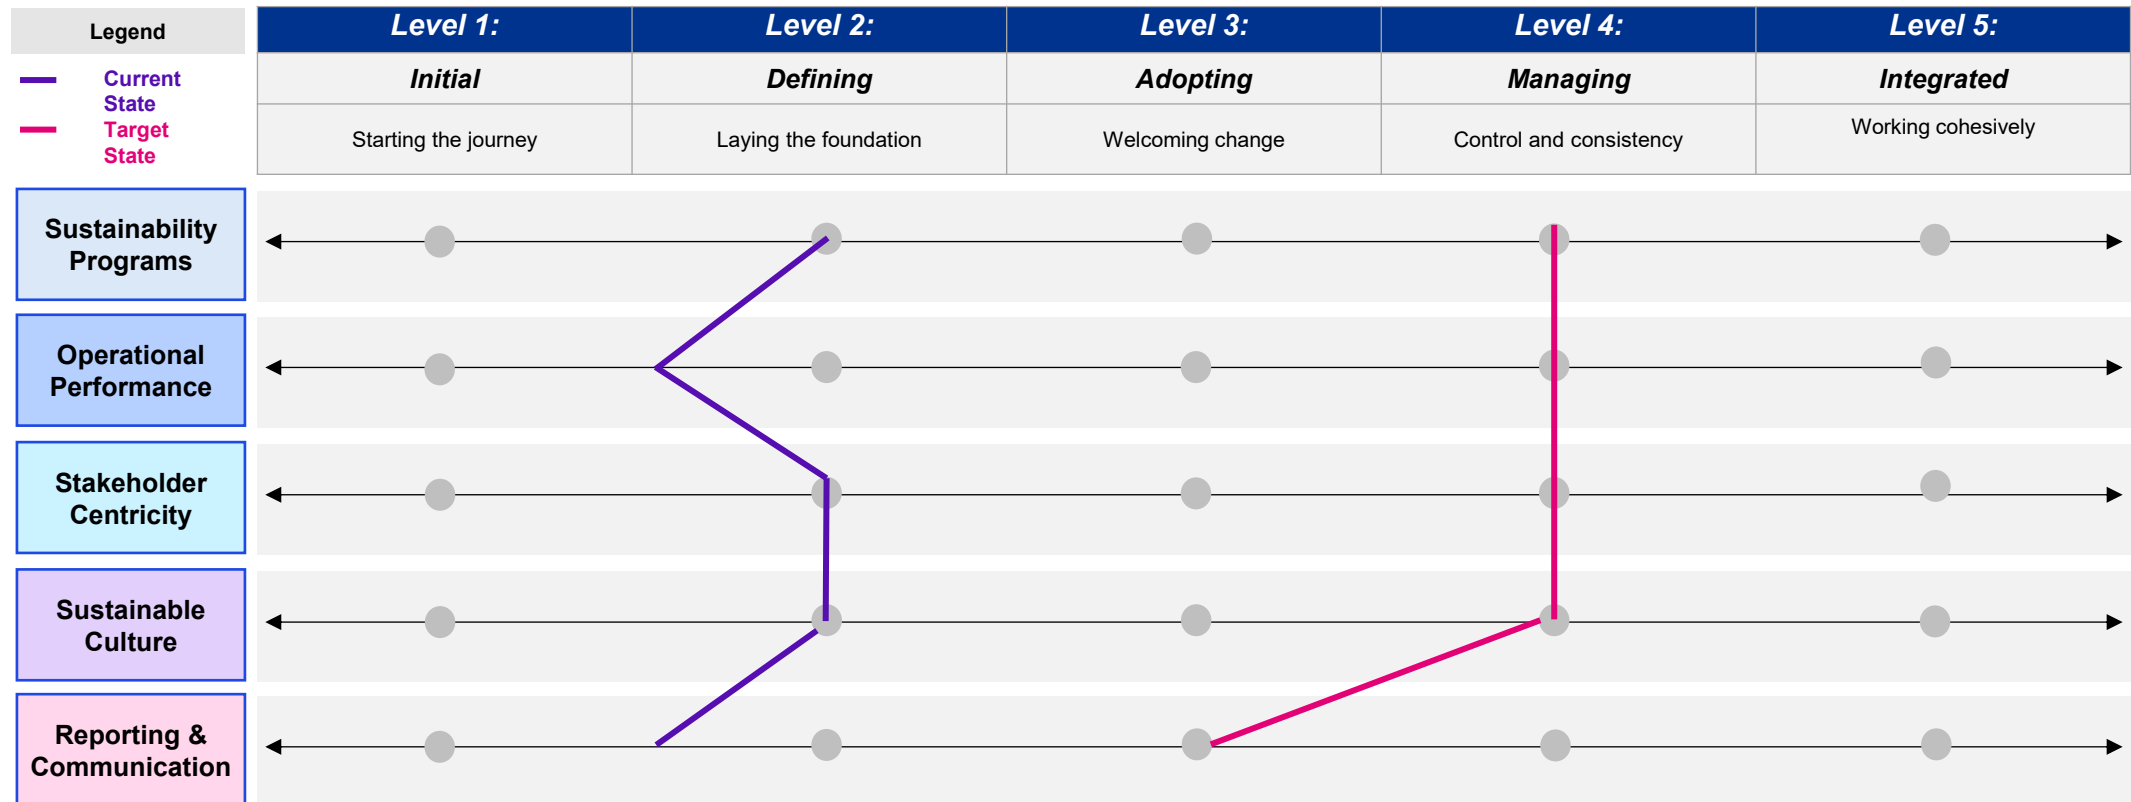 Legend
Current
State
Target
State
Level 1:
Level 2:
Level 3:
Level 4:
Level 5:
Initial
Defining
Adopting
Managing
Integrated
Starting the journey
Laying the foundation
Welcoming change
Control and consistency
Working cohesively
Sustainability
Programs
Operational
Performance
Stakeholder
Centricity
Sustainable
Culture
Reporting &
Communication